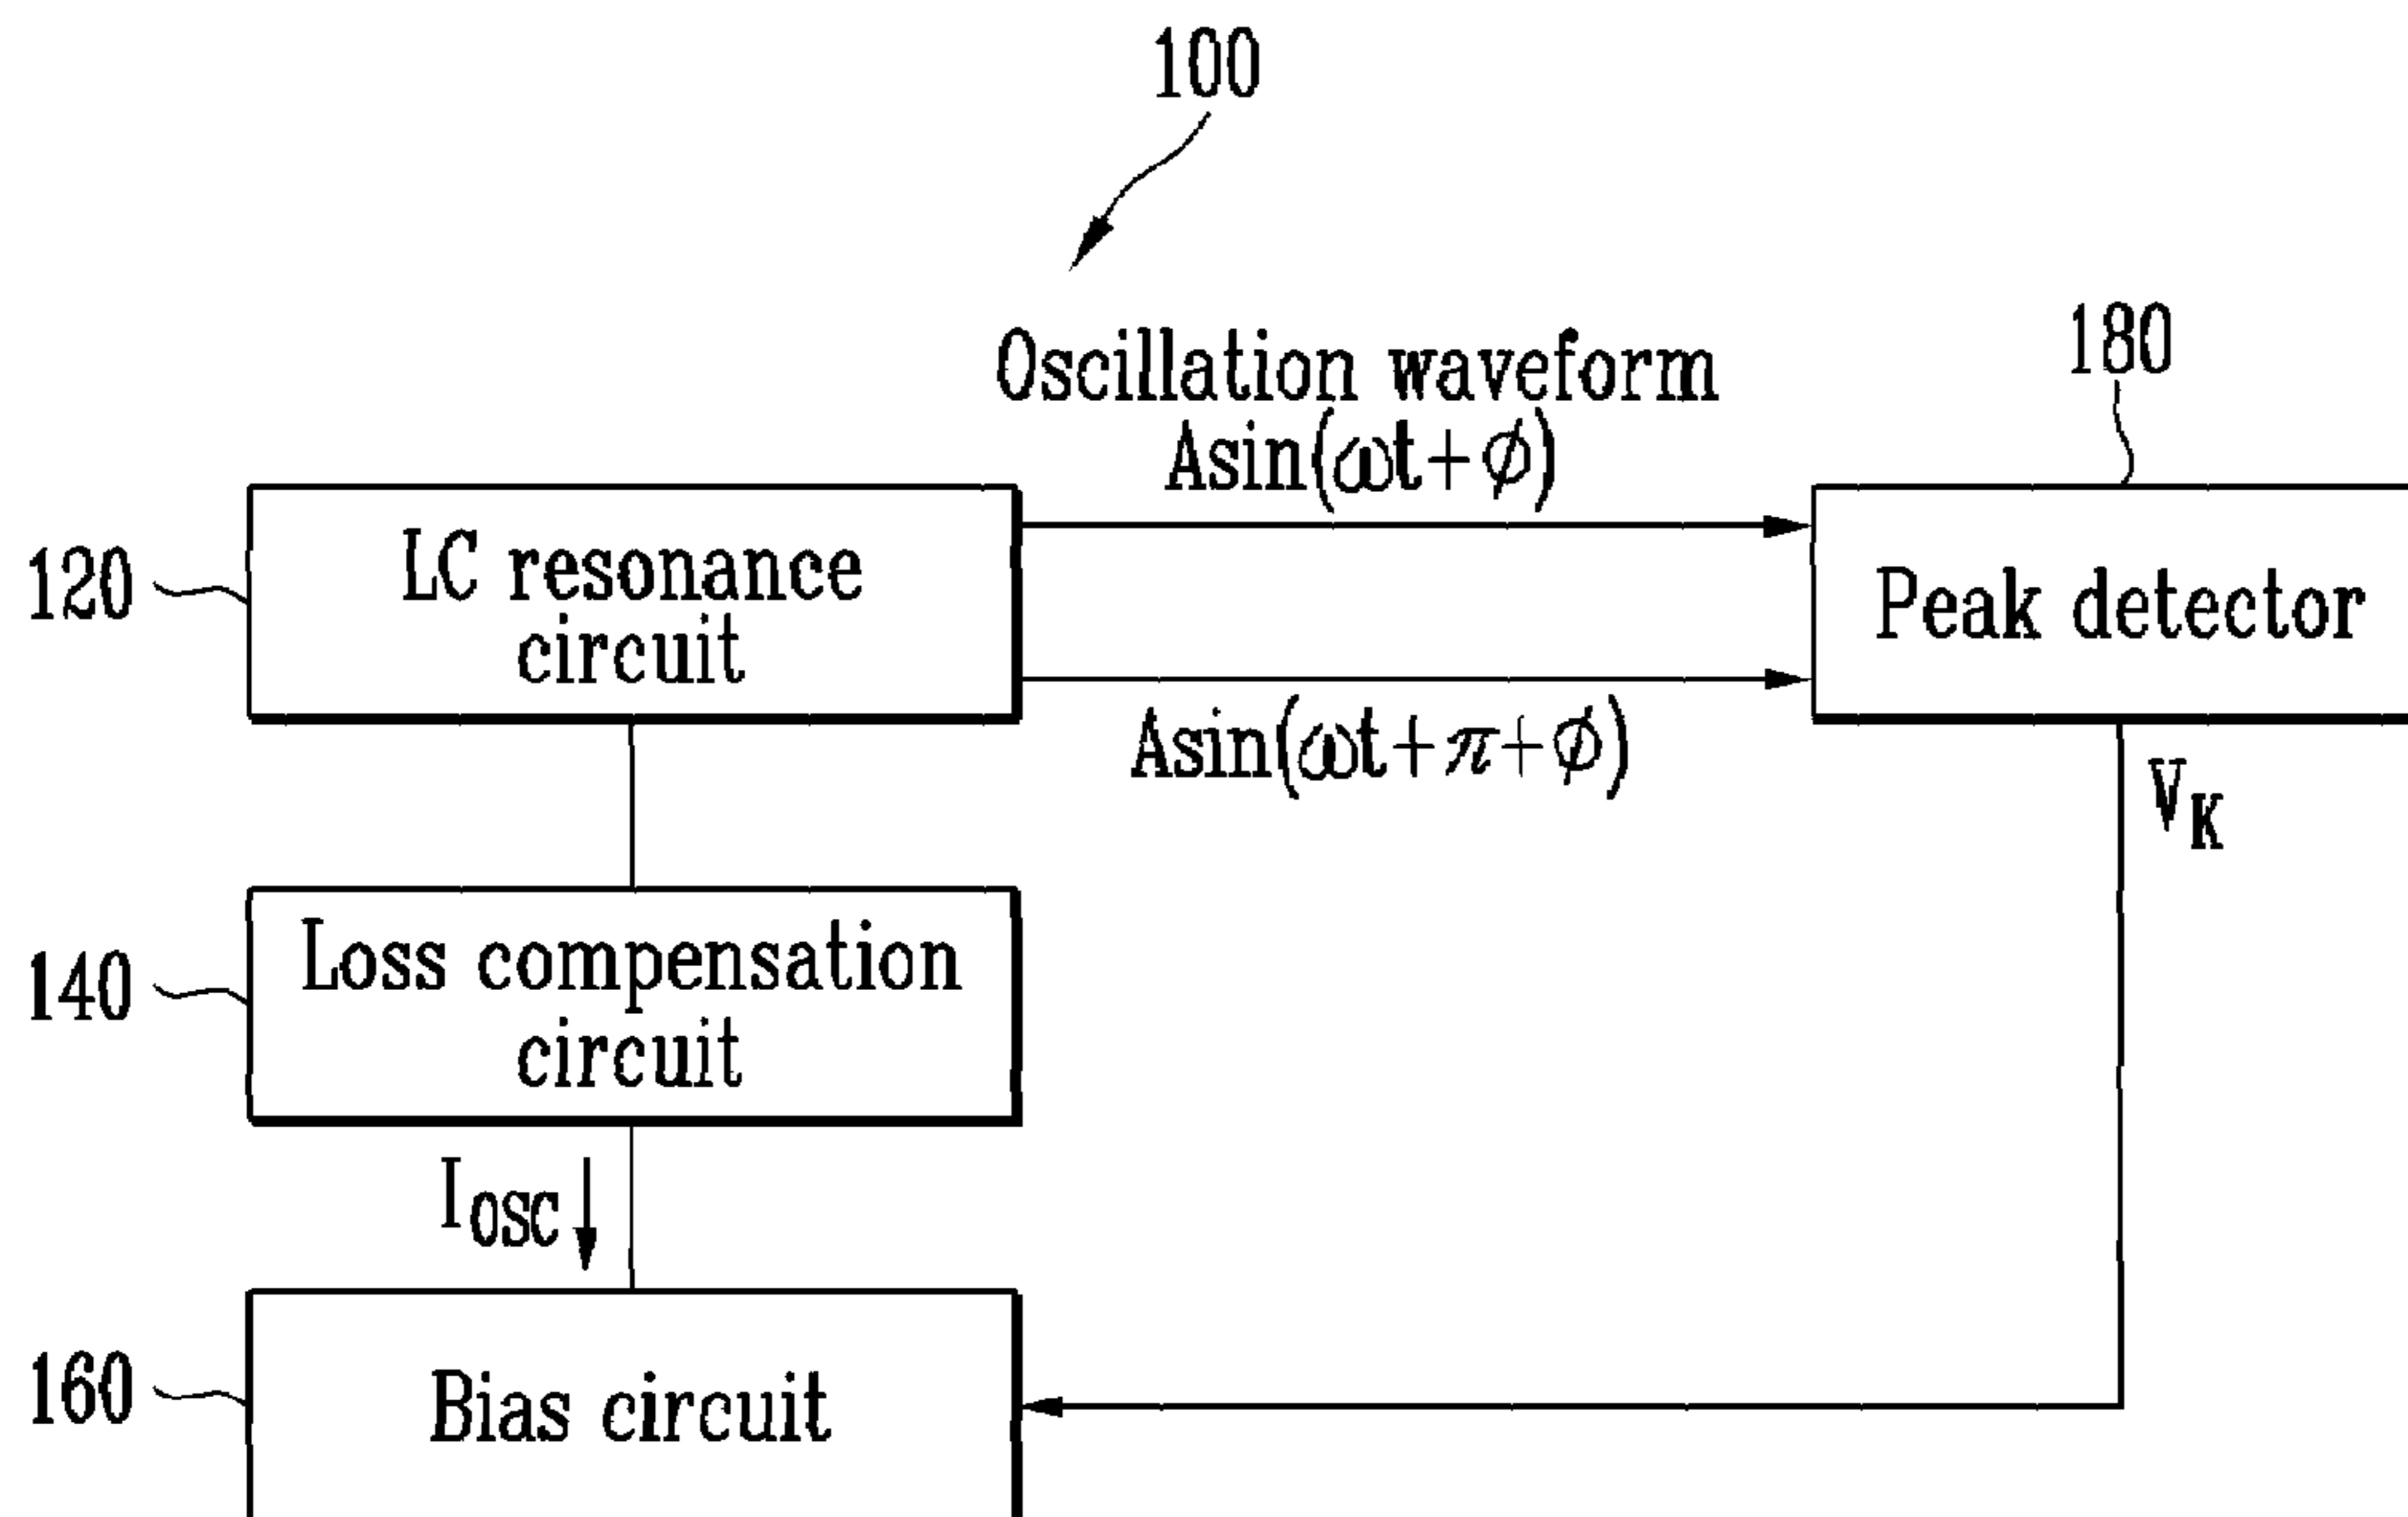 100
Oscillation waveform
Asin(ωt+ϕ)
180
120
LC resonance
circuit
Peak detector
Asin(ωt+π+ϕ)
VK
140
Loss compensation
circuit
IOSC
160
Bias circuit